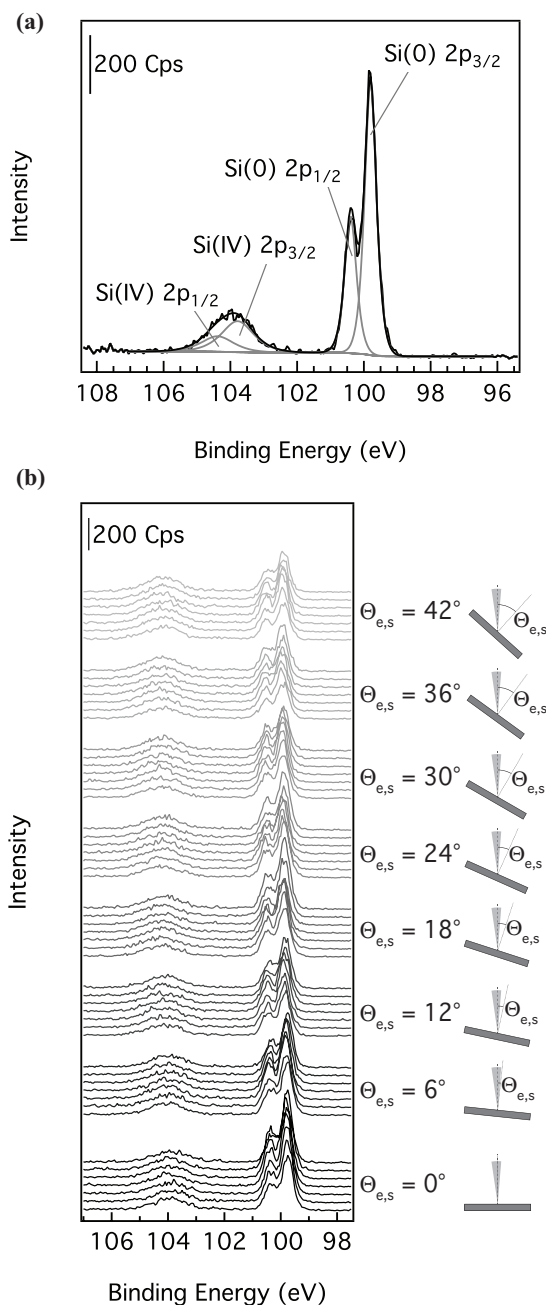 (a)
200 Cps
Si(0) 2p3/2
Si(0) 2p1/2
Si(IV) 2p3/2
Si(IV) 2p1/2
Intensity
108 106 104 102 100 98 96
Binding Energy (eV)
(b)
200 Cps
Θe,s = 42° Θe,s
Θe,s = 36° Θe,s
Θe,s = 30° Θe,s
Θe,s = 24° Θe,s
Θe,s = 18° Θe,s
Θe,s = 12° Θe,s
Θe,s = 6° Θe,s
Θe,s = 0°
Intensity
106 104 102 100 98
Binding Energy (eV)